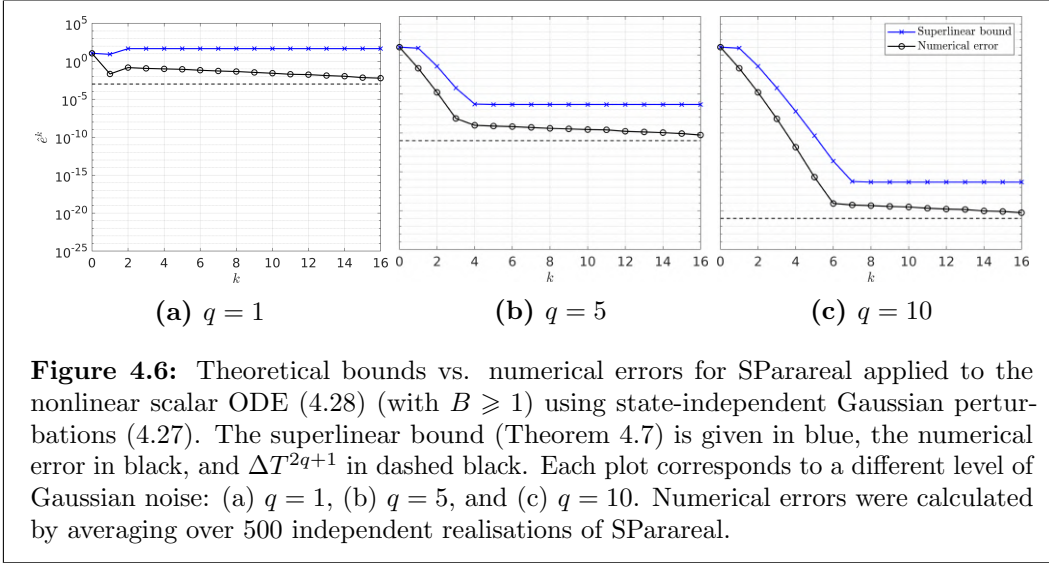 10^5
10^0
10^-5
10^-10
10^-15
10^-20
10^-25
ê^k
0 2 4 6 8 10 12 14 16
k
(a) q = 1
0 2 4 6 8 10 12 14 16
k
(b) q = 5
Superlinear bound
Numerical error
0 2 4 6 8 10 12 14 16
k
(c) q = 10
Figure 4.6: Theoretical bounds vs. numerical errors for SParareal applied to the
nonlinear scalar ODE (4.28) (with B ⩾ 1) using state-independent Gaussian pertur-
bations (4.27). The superlinear bound (Theorem 4.7) is given in blue, the numerical
error in black, and ΔT^2q+1 in dashed black. Each plot corresponds to a different level of
Gaussian noise: (a) q = 1, (b) q = 5, and (c) q = 10. Numerical errors were calculated
by averaging over 500 independent realisations of SParareal.